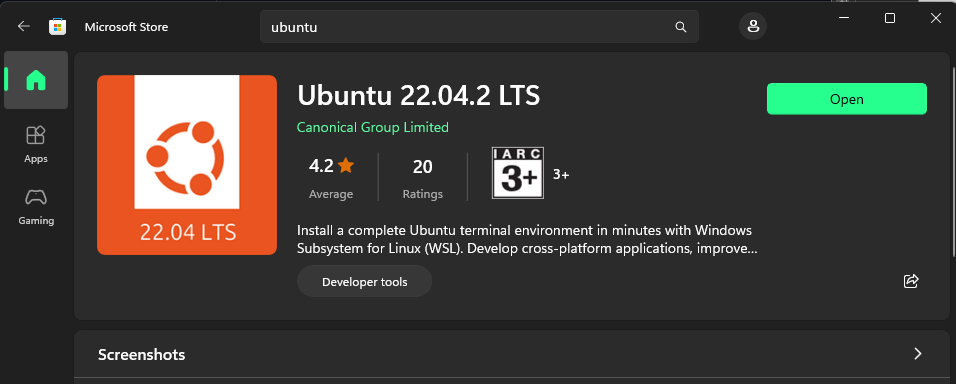 Microsoft Store
ubuntu
Apps
Gaming
22.04 LTS
Ubuntu 22.04.2 LTS
Canonical Group Limited
Open
4.2
Average
20
Ratings
IARC
3+
3+
Install a complete Ubuntu terminal environment in minutes with Windows
Subsystem for Linux (WSL). Develop cross-platform applications, improve...
Developer tools
Screenshots